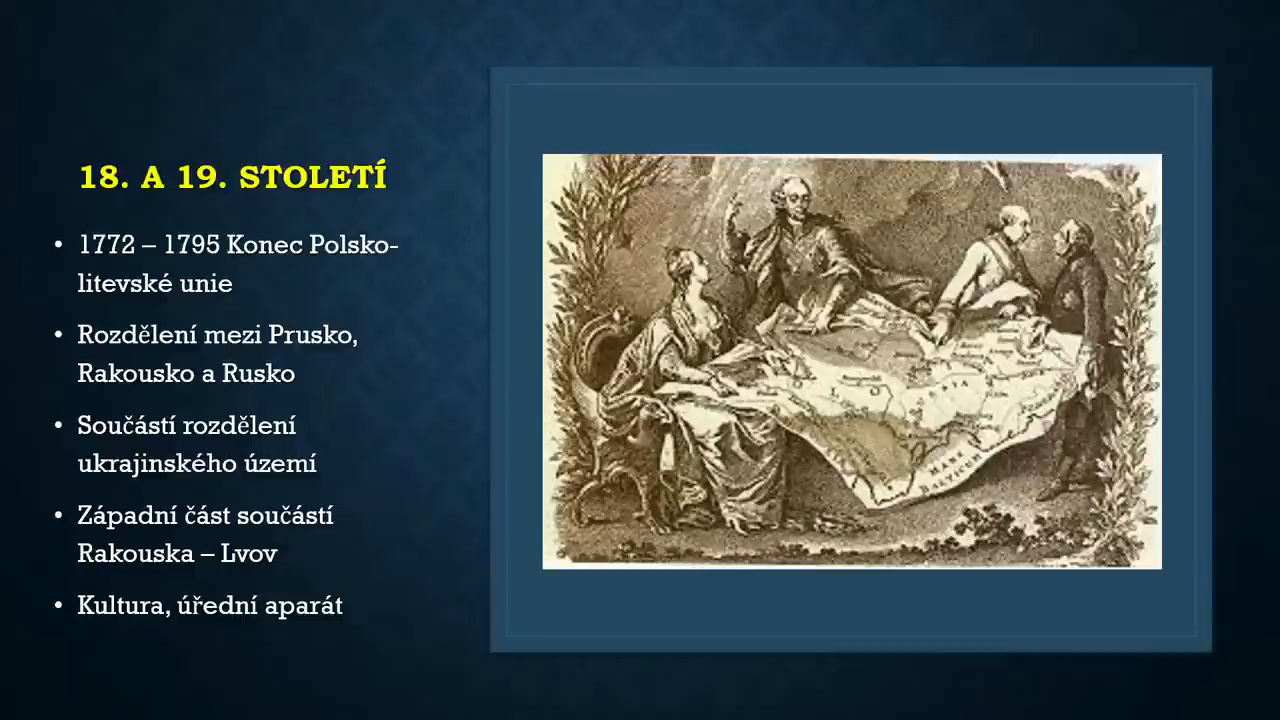 18. A 19. STOLETÍ
• 1772 – 1795 Konec Polsko-
litevské unie
• Rozdělení mezi Prusko,
Rakousko a Rusko
• Součástí rozdělení
ukrajinského území
• Západní část součástí
Rakouska – Lvov
• Kultura, úřední aparát
MARE
BALTICUM